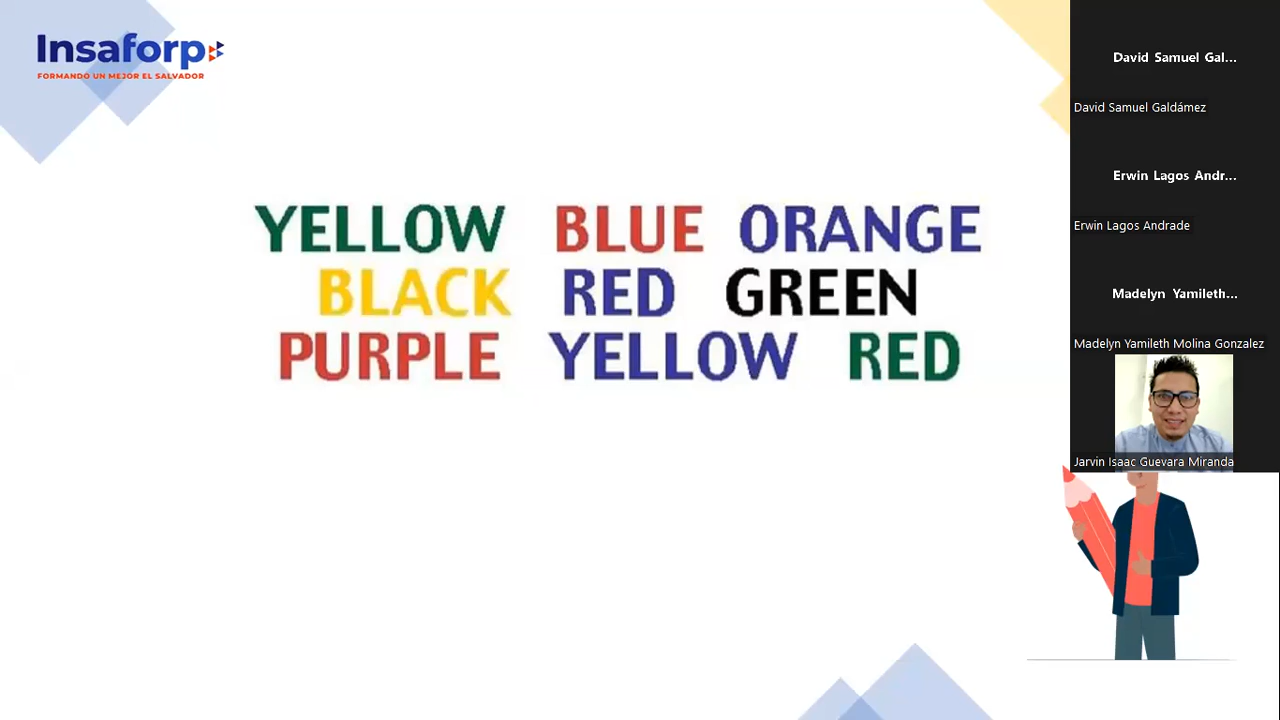 Insaforp
FORMANDO UN MEJOR EL SALVADOR
YELLOW BLUE ORANGE
BLACK RED GREEN
PURPLE YELLOW RED
David Samuel Gal...
David Samuel Galdámez
Erwin Lagos Andr...
Erwin Lagos Andrade
Madelyn Yamileth...
Madelyn Yamileth Molina Gonzalez
Jarvin Isaac Guevara Miranda